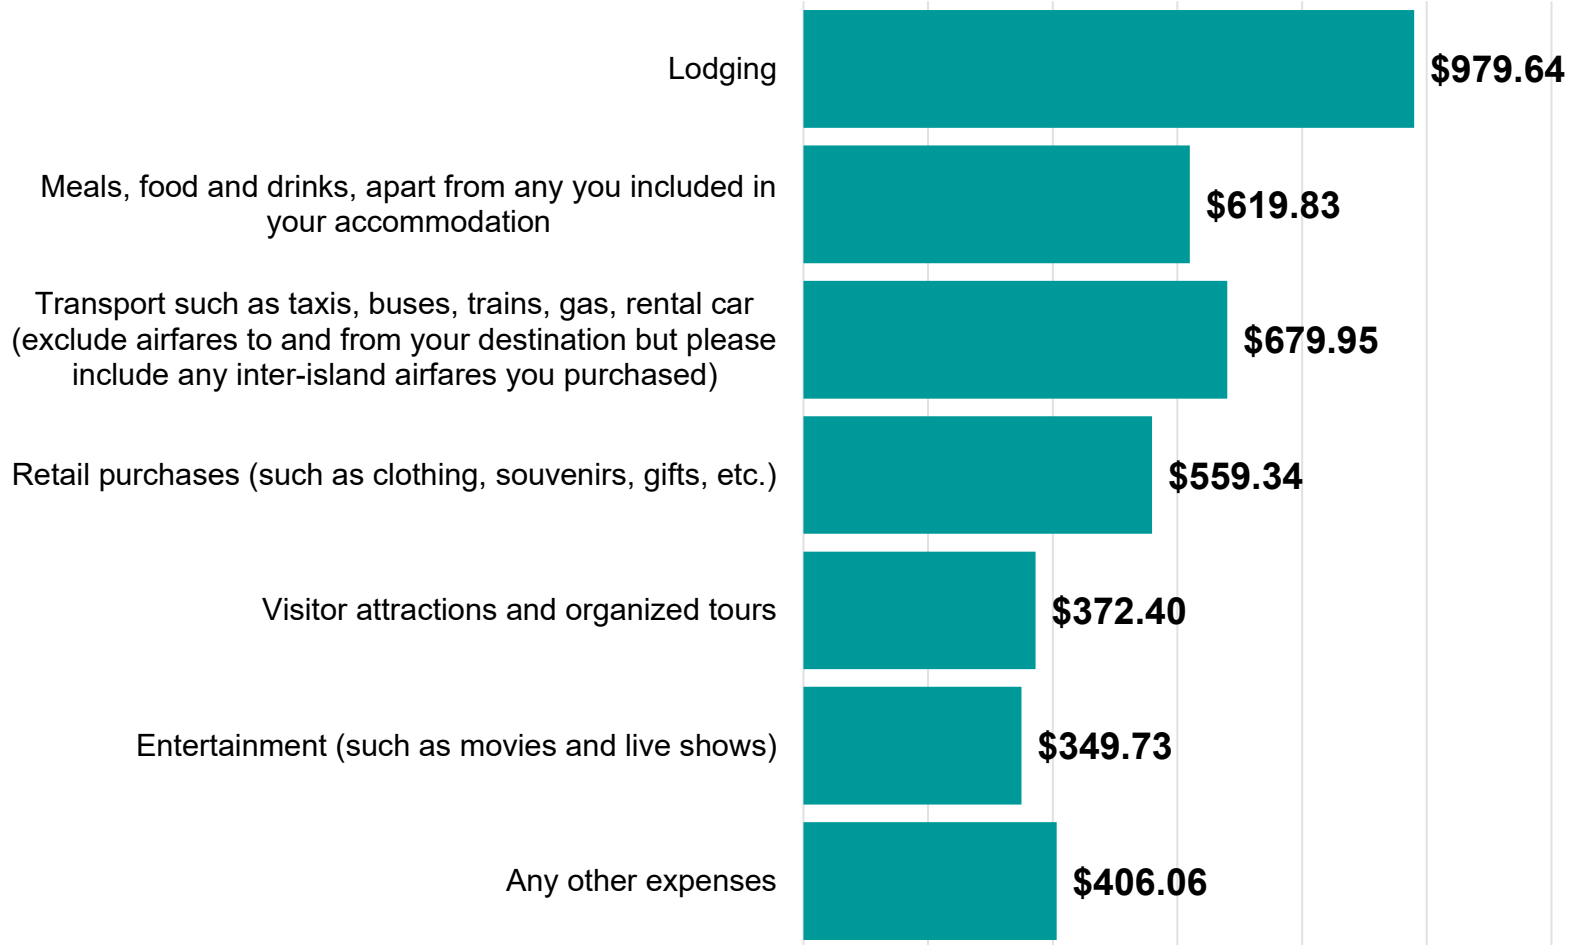 Lodging
$979.64
Meals, food and drinks, apart from any you included in
your accommodation
$619.83
Transport such as taxis, buses, trains, gas, rental car
(exclude airfares to and from your destination but please
include any inter-island airfares you purchased)
$679.95
Retail purchases (such as clothing, souvenirs, gifts, etc.)
$559.34
Visitor attractions and organized tours
$372.40
Entertainment (such as movies and live shows)
$349.73
Any other expenses
$406.06